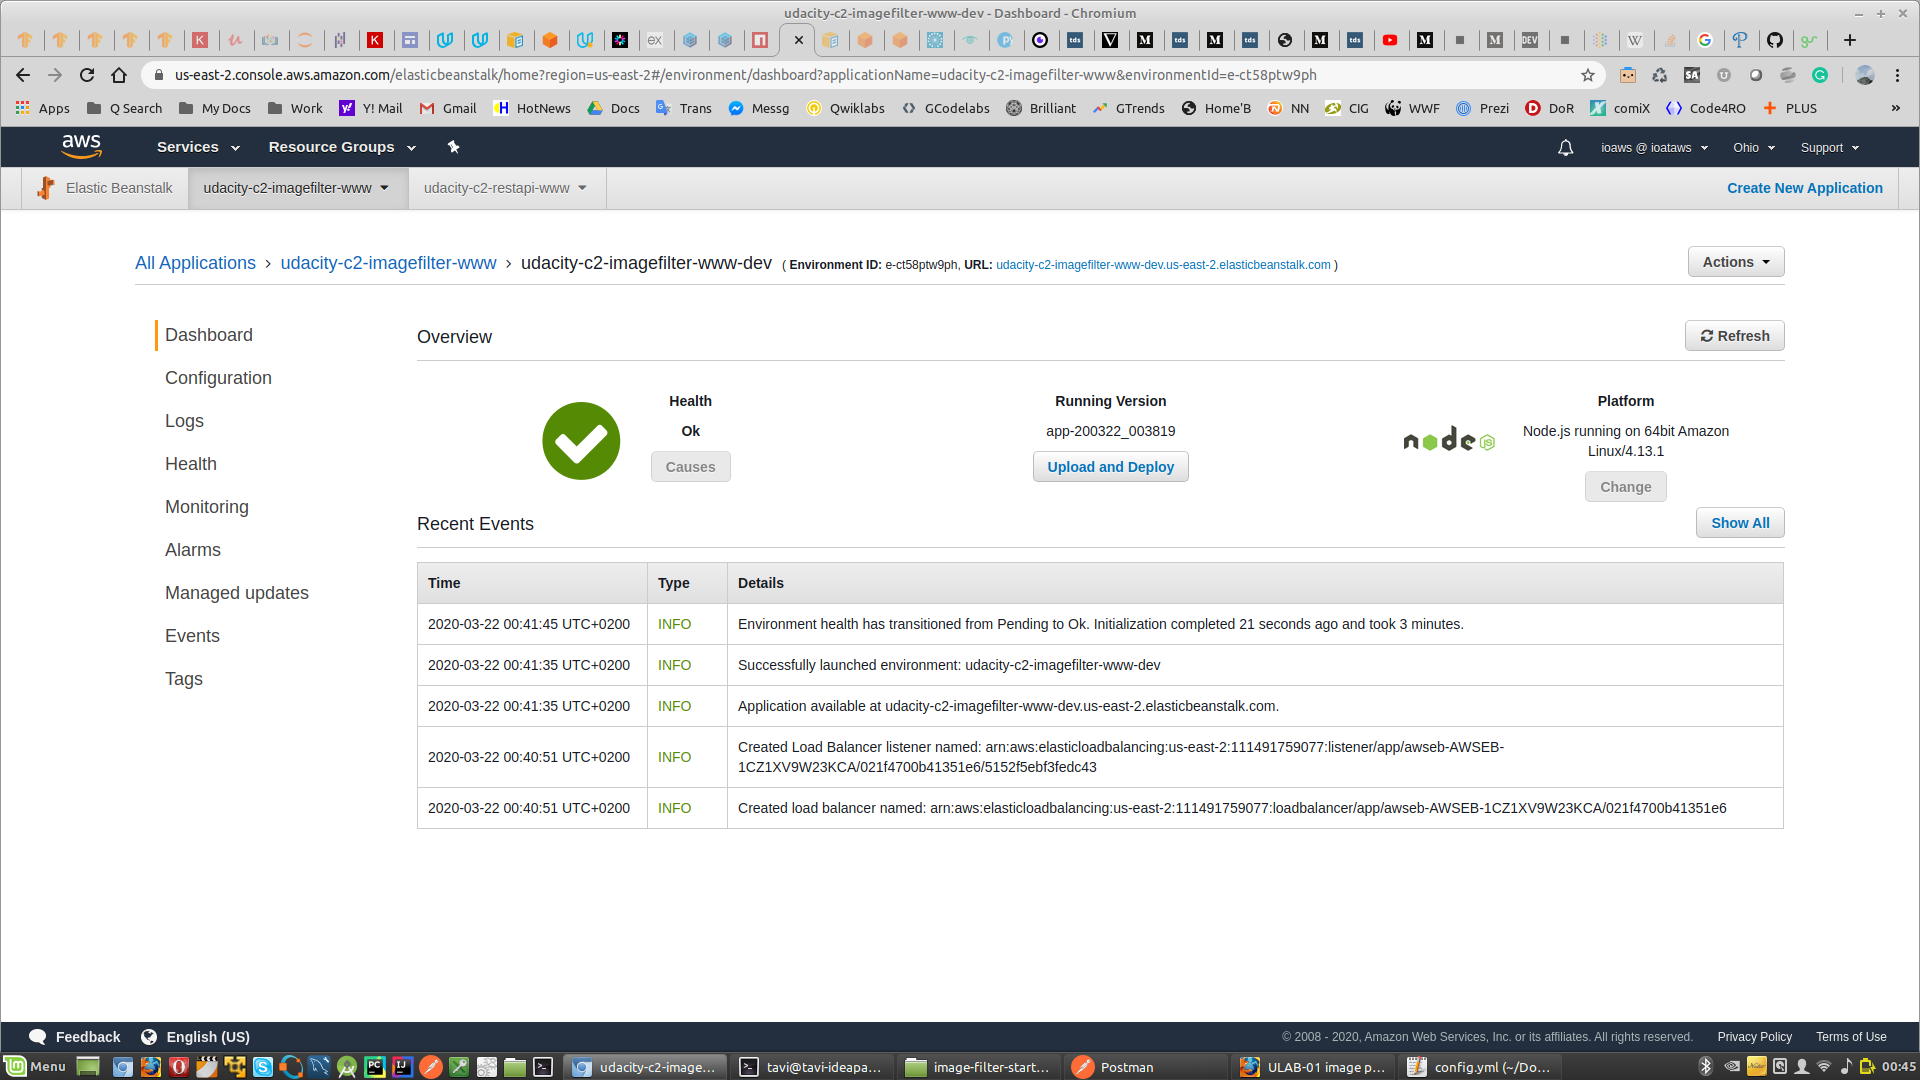 udacity-c2-imagefilter-www-dev - Dashboard - Chromium
us-east-2.console.aws.amazon.com/elasticbeanstalk/home?region=us-east-2#/environment/dashboard?applicationName=udacity-c2-imagefilter-www&environmentId=e-ct58ptw9ph
Apps Q Search My Docs Work Y! Mail Gmail HotNews Docs Trans Messg Qwiklabs GCodelabs Brilliant GTrends Home'B NN CIG WWF Prezi DoR comiX Code4RO PLUS »
aws Services Resource Groups ioaws @ ioataws Ohio Support
Elastic Beanstalk udacity-c2-imagefilter-www udacity-c2-restapi-www Create New Application
All Applications › udacity-c2-imagefilter-www › udacity-c2-imagefilter-www-dev ( Environment ID: e-ct58ptw9ph, URL: udacity-c2-imagefilter-www-dev.us-east-2.elasticbeanstalk.com )
Actions
Dashboard
Configuration
Logs
Health
Monitoring
Alarms
Managed updates
Events
Tags
Overview
Refresh
Health
Ok
Causes
Running Version
app-200322_003819
Upload and Deploy
node JS
Platform
Node.js running on 64bit Amazon
Linux/4.13.1
Change
Recent Events
Show All
Time Type Details
2020-03-22 00:41:45 UTC+0200 INFO Environment health has transitioned from Pending to Ok. Initialization completed 21 seconds ago and took 3 minutes.
2020-03-22 00:41:35 UTC+0200 INFO Successfully launched environment: udacity-c2-imagefilter-www-dev
2020-03-22 00:41:35 UTC+0200 INFO Application available at udacity-c2-imagefilter-www-dev.us-east-2.elasticbeanstalk.com.
2020-03-22 00:40:51 UTC+0200 INFO Created Load Balancer listener named: arn:aws:elasticloadbalancing:us-east-2:111491759077:listener/app/awseb-AWSEB-
1CZ1XV9W23KCA/021f4700b41351e6/5152f5ebf3fedc43
2020-03-22 00:40:51 UTC+0200 INFO Created load balancer named: arn:aws:elasticloadbalancing:us-east-2:111491759077:loadbalancer/app/awseb-AWSEB-1CZ1XV9W23KCA/021f4700b41351e6
Feedback English (US) © 2008 - 2020, Amazon Web Services, Inc. or its affiliates. All rights reserved. Privacy Policy Terms of Use
Menu udacity-c2-image... tavi@tavi-ideapa... image-filter-start... Postman ULAB-01 image p... config.yml (~/Do... 00:45